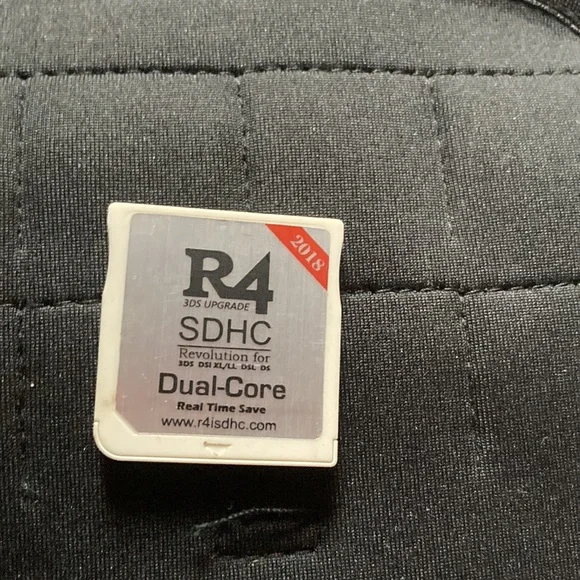 2018
R4
3DS UPGRADE
SDHC
Revolution for
3DS DSi XL/LL DSL DS
Dual-Core
Real Time Save
www.r4isdhc.com